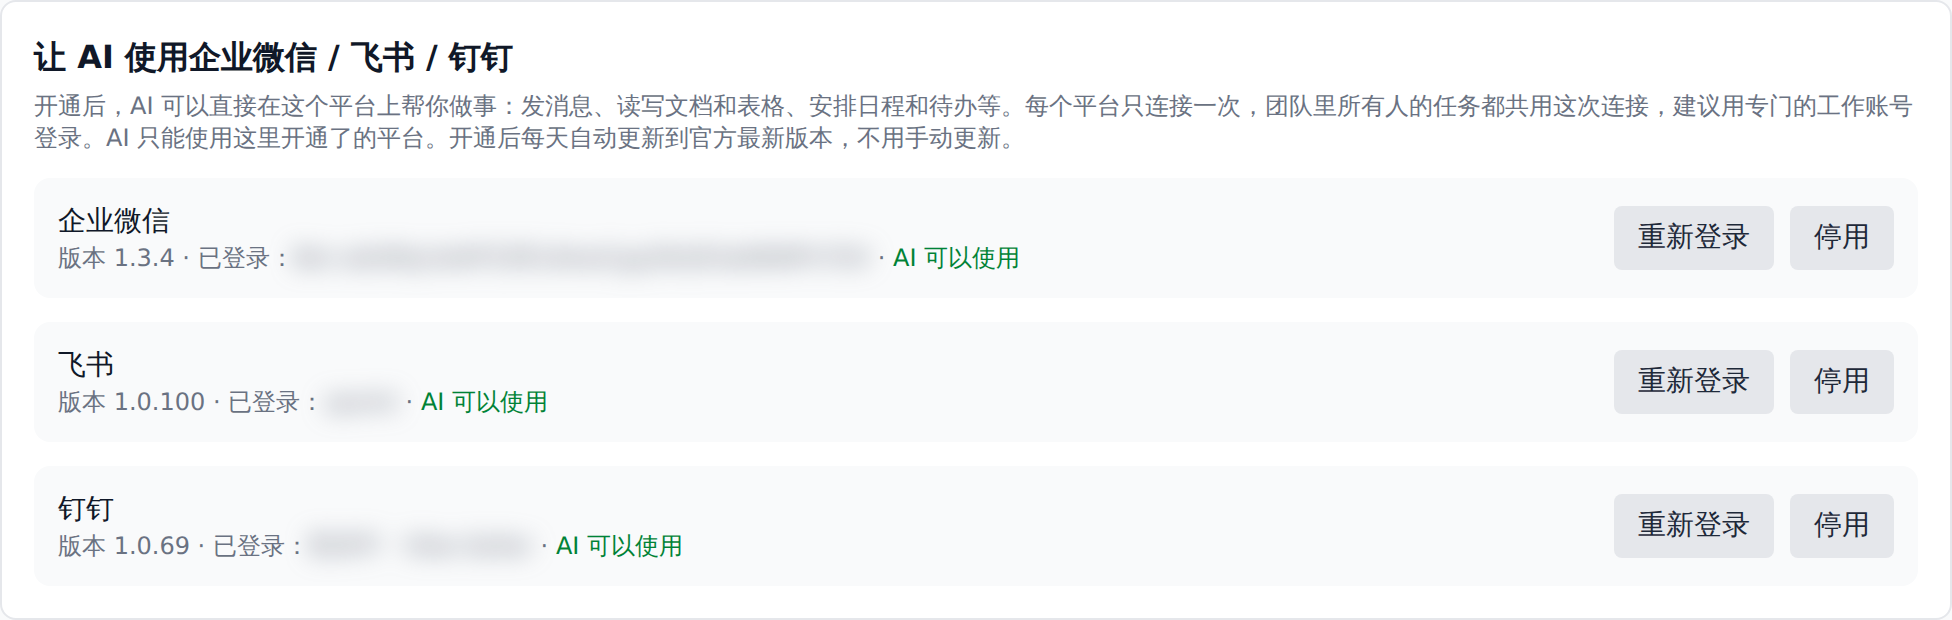 让 AI 使用企业微信 / 飞书 / 钉钉
开通后，AI 可以直接在这个平台上帮你做事：发消息、读写文档和表格、安排日程和待办等。每个平台只连接一次，团队里所有人的任务都共用这次连接，建议用专门的工作账号
登录。AI 只能使用这里开通了的平台。开通后每天自动更新到官方最新版本，不用手动更新。
企业微信
版本 1.3.4 · 已登录： · AI 可以使用
重新登录
停用
飞书
版本 1.0.100 · 已登录： · AI 可以使用
重新登录
停用
钉钉
版本 1.0.69 · 已登录： · AI 可以使用
重新登录
停用